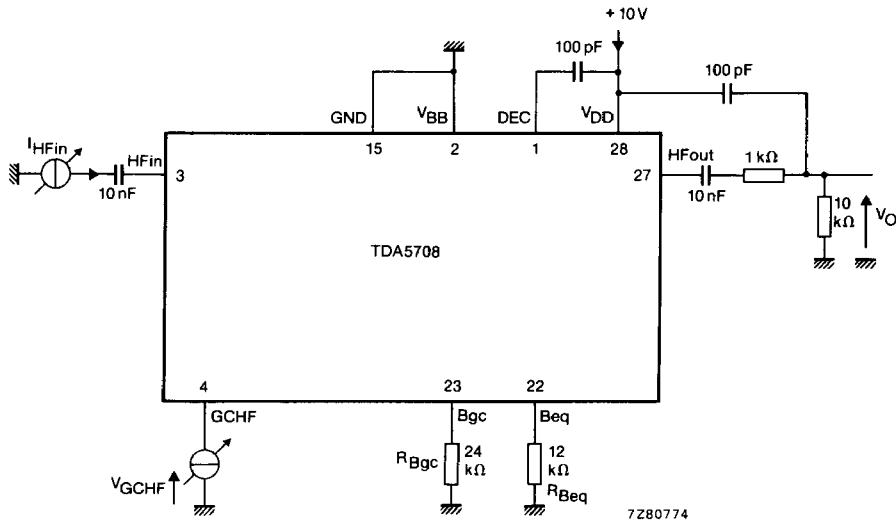 + 10 V
100 pF
100 pF
GND
V_BB
DEC
V_DD
I_HFin
HFin
10 nF
3
15
2
1
28
27
HFout
10 nF
1 kΩ
10
kΩ
V_O
TDA5708
4
23
22
GCHF
Bgc
Beq
V_GCHF
R_Bgc
24
kΩ
12
kΩ
R_Beq
7Z80774